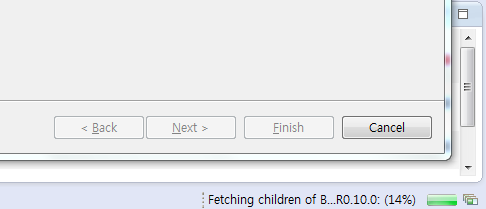 < Back Next > Finish Cancel
Fetching children of B...R0.10.0: (14%)